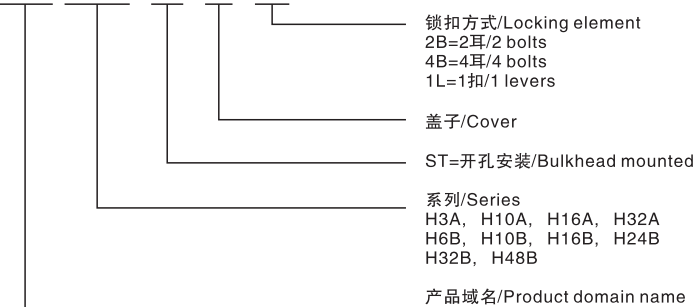 锁扣方式/Locking element
2B=2耳/2 bolts
4B=4耳/4 bolts
1L=1扣/1 levers
盖子/Cover
ST=开孔安装/Bulkhead mounted
系列/Series
H3A，H10A，H16A，H32A
H6B，H10B，H16B，H24B
H32B，H48B
产品域名/Product domain name